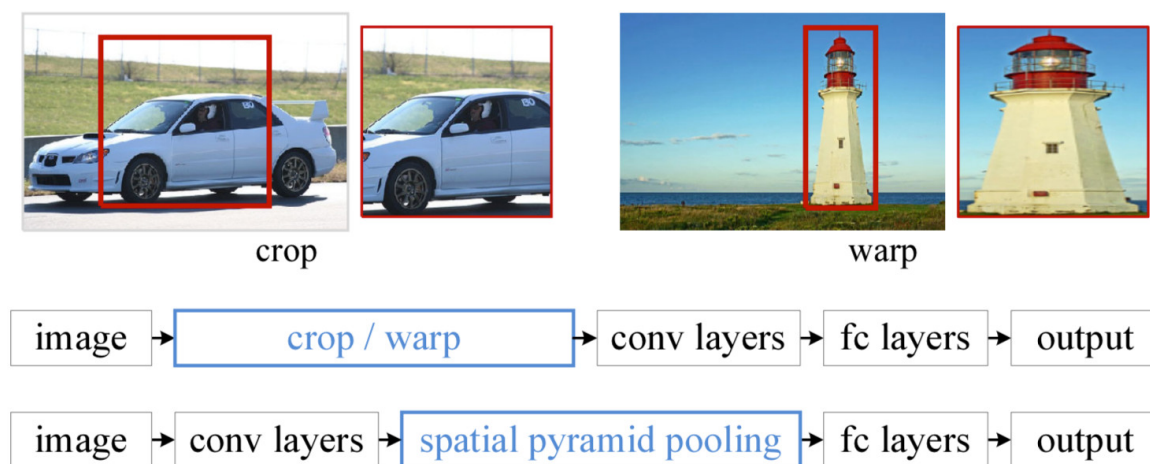 crop
warp
image
crop / warp
conv layers
fc layers
output
image
conv layers
spatial pyramid pooling
fc layers
output